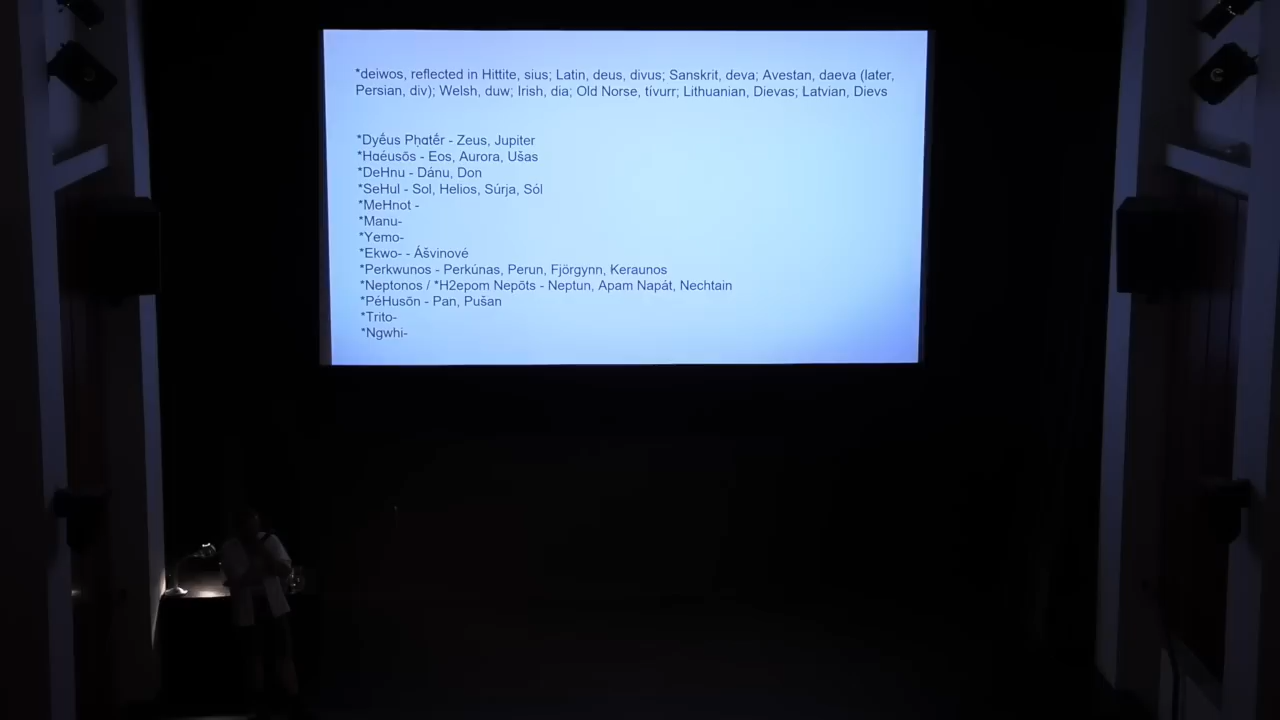 *deiwos, reflected in Hittite, sius; Latin, deus, divus; Sanskrit, deva; Avestan, daeva (later,
Persian, div); Welsh, duw; Irish, dia; Old Norse, tívurr; Lithuanian, Dievas; Latvian, Dievs
*Dyḗus Pḥatḗr - Zeus, Jupiter
*Haéusōs - Eos, Aurora, Ušas
*DeHnu - Dánu, Don
*SeHul - Sol, Helios, Súrja, Sól
*MeHnot -
*Manu-
*Yemo-
*Ekwo- - Ášvinové
*Perkwunos - Perkúnas, Perun, Fjörgynn, Keraunos
*Neptonos / *H2epom Nepōts - Neptun, Apam Napát, Nechtain
*PéHusōn - Pan, Pušan
*Trito-
*Ngwhi-